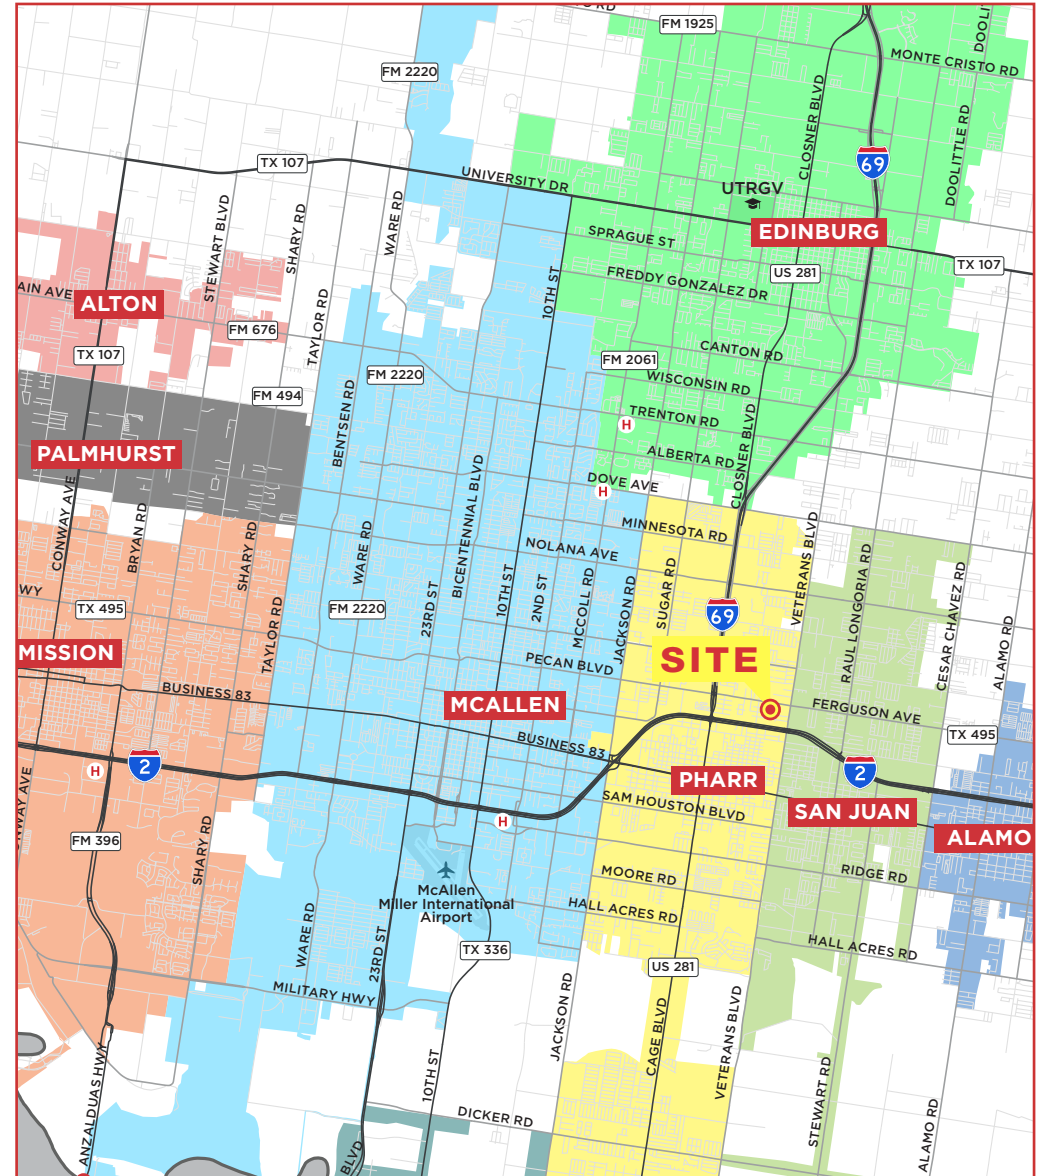 FM 1925
MONTE CRISTO RD
FM 2220
CLOSNER BLVD
69
DOOLITTLE RD
TX 107
UNIVERSITY DR
UTRGV
EDINBURG
STEWART BLVD
SHARY RD
WARE RD
SPRAGUE ST
US 281
TX 107
10TH ST
FREDDY GONZALEZ DR
AIN AVE
ALTON
FM 676
TAYLOR RD
TX 107
FM 2220
FM 2061
CANTON RD
WISCONSIN RD
FM 494
TRENTON RD
H
BENTSEN RD
CLOSNER BLVD
ALBERTA RD
PALMHURST
DOVE AVE
H
CONWAY AVE
BRYAN RD
SHARY RD
WARE RD
BICENTENNIAL BLVD
MINNESOTA RD
NOLANA AVE
VETERANS BLVD
RAUL LONGORIA RD
CESAR CHAVEZ RD
WY
TX 495
FM 2220
23RD ST
10TH ST
2ND ST
MCCOLL RD
JACKSON RD
SUGAR RD
69
TAYLOR RD
ALAMO RD
MISSION
PECAN BLVD
SITE
BUSINESS 83
MCALLEN
FERGUSON AVE
TX 495
BUSINESS 83
2
H
PHARR
2
SAM HOUSTON BLVD
SAN JUAN
ALAMO
H
FM 396
SHARY RD
McAllen
Miller International
Airport
MOORE RD
RIDGE RD
HALL ACRES RD
HALL ACRES RD
WARE RD
23RD ST
TX 336
US 281
MILITARY HWY
JACKSON RD
CAGE BLVD
VETERANS BLVD
ANZALDUAS HWY
10TH ST
DICKER RD
STEWART RD
ALAMO RD
BLVD